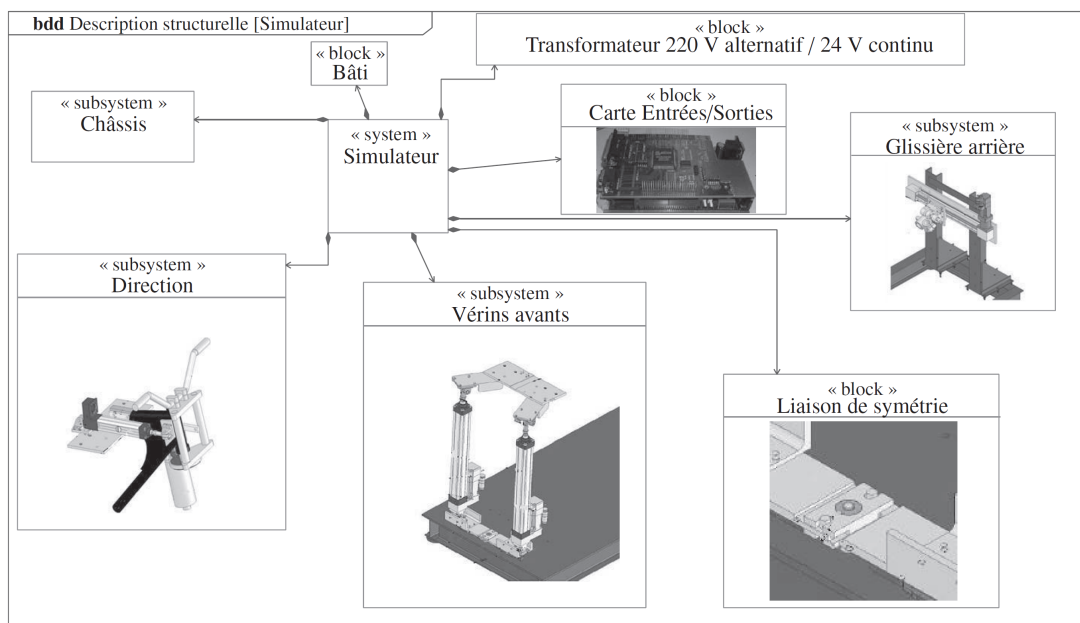 bdd Description structurelle [Simulateur]
« block »
Transformateur 220 V alternatif / 24 V continu
« block »
Bâti
« subsystem »
Châssis
« system »
Simulateur
« block »
Carte Entrées/Sorties
« subsystem »
Glissière arrière
« subsystem »
Direction
« subsystem »
Vérins avants
« block »
Liaison de symétrie